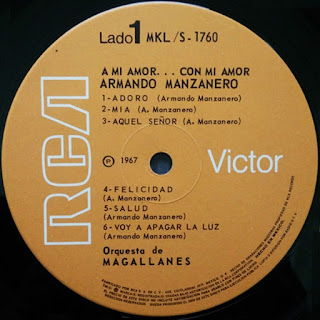 Lado 1 MKL/S-1760
A MI AMOR... CON MI AMOR
ARMANDO MANZANERO
1-ADORO (Armando Manzanero)
2-MIA (A. Manzanero)
3-AQUEL SEÑOR (A. Manzanero)
RCA
℗ 1967
Victor
4-FELICIDAD
(A. Manzanero)
5-SALUD
(Armando Manzanero)
6-VOY A APAGAR LA LUZ
(Armando Manzanero)
Orquesta de
MAGALLANES